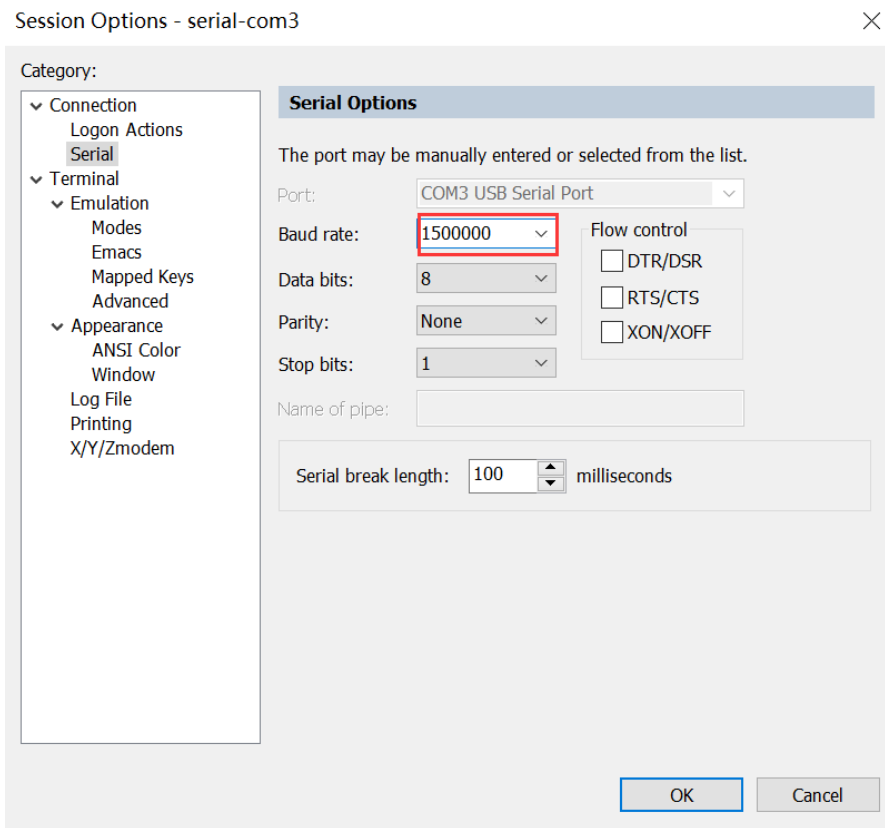 Session Options - serial-com3
Category:
Connection
Logon Actions
Serial
Terminal
Emulation
Modes
Emacs
Mapped Keys
Advanced
Appearance
ANSI Color
Window
Log File
Printing
X/Y/Zmodem
Serial Options
The port may be manually entered or selected from the list.
Port: COM3 USB Serial Port
Baud rate: 1500000
Data bits: 8
Parity: None
Stop bits: 1
Flow control
DTR/DSR
RTS/CTS
XON/XOFF
Name of pipe:
Serial break length: 100 milliseconds
OK Cancel